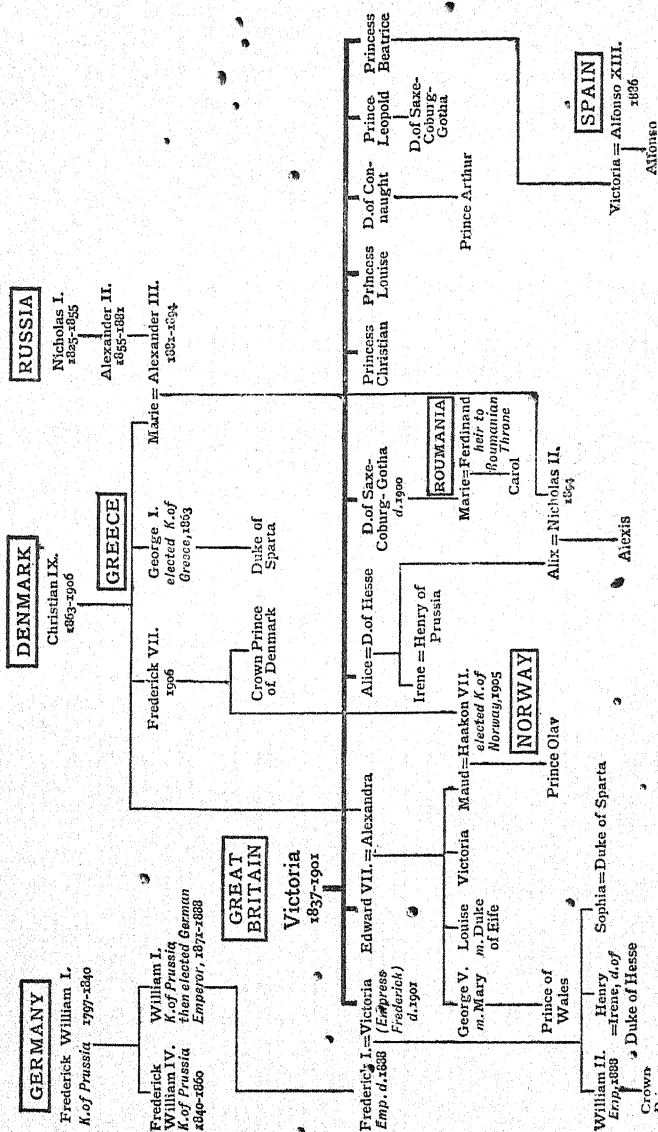 GERMANY
Frederick William I.
K.of Prussia 1797-1840
Frederick
William IV.
K.of Prussia
1840-1860
William I.
K.of Prussia
then elected German
Emperor, 1871-1888
GREAT
BRITAIN
Victoria
1837-1901
DENMARK
Christian IX.
1863-1906
Frederick VII.
1906
Crown Prince
of Denmark
GREECE
George I.
elected K.of
Greece, 1863
Duke of
Sparta
RUSSIA
Nicholas I.
1825-1855
Alexander II.
1855-1881
Marie=Alexander III.
1881-1894
Frederick I.=Victoria
Emp. d.1888
(Empress
Frederick)
d.1901
Edward VII.=Alexandra
Alice=D.of Hesse
D.of Saxe-
Coburg-Gotha
d.1900
Princess
Christian
Princess
Louise
D.of Con-
naught
Prince
Leopold
Princess
Beatrice
George V.
m. Mary
Louise
m. Duke
of Eife
Victoria
Maud=Haakon VII.
elected K.of
Norway, 1905
NORWAY
Irene=Henry of
Prussia
ROUMANIA
Marie=Ferdinand
heir to
Roumanian
Throne
Carol
Prince Arthur
D.of Saxe-
Coburg-
Gotha
SPAIN
Prince of
Wales
Prince Olav
Alix=Nicholas II.
1894
Alexis
Victoria=Alfonso XIII.
1886
Alfonso
William II.
Emp, 1888
Henry
=Irene, d.of
Duke of Hesse
Sophia=Duke of Sparta
Crown